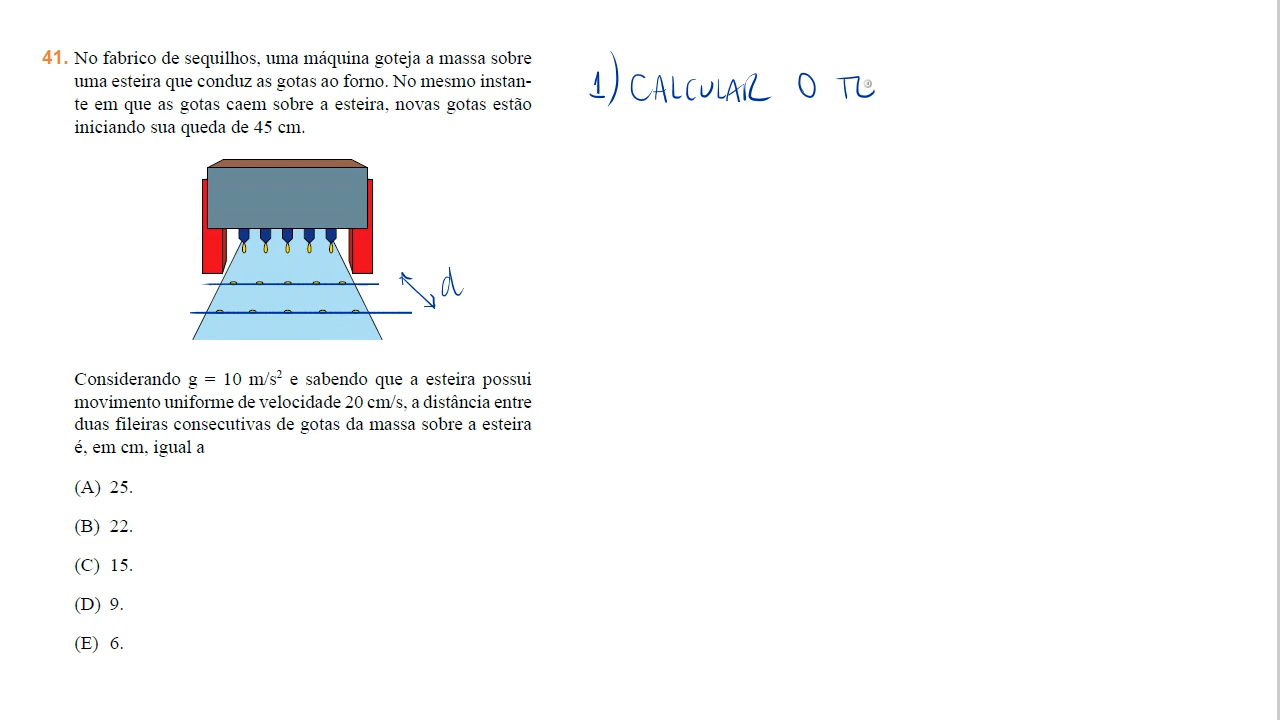 41. No fabrico de sequilhos, uma máquina goteja a massa sobre
uma esteira que conduz as gotas ao forno. No mesmo instan-
te em que as gotas caem sobre a esteira, novas gotas estão
iniciando sua queda de 45 cm.
1) CALCULAR O
d
Considerando g = 10 m/s² e sabendo que a esteira possui
movimento uniforme de velocidade 20 cm/s, a distância entre
duas fileiras consecutivas de gotas da massa sobre a esteira
é, em cm, igual a
(A) 25.
(B) 22.
(C) 15.
(D) 9.
(E) 6.